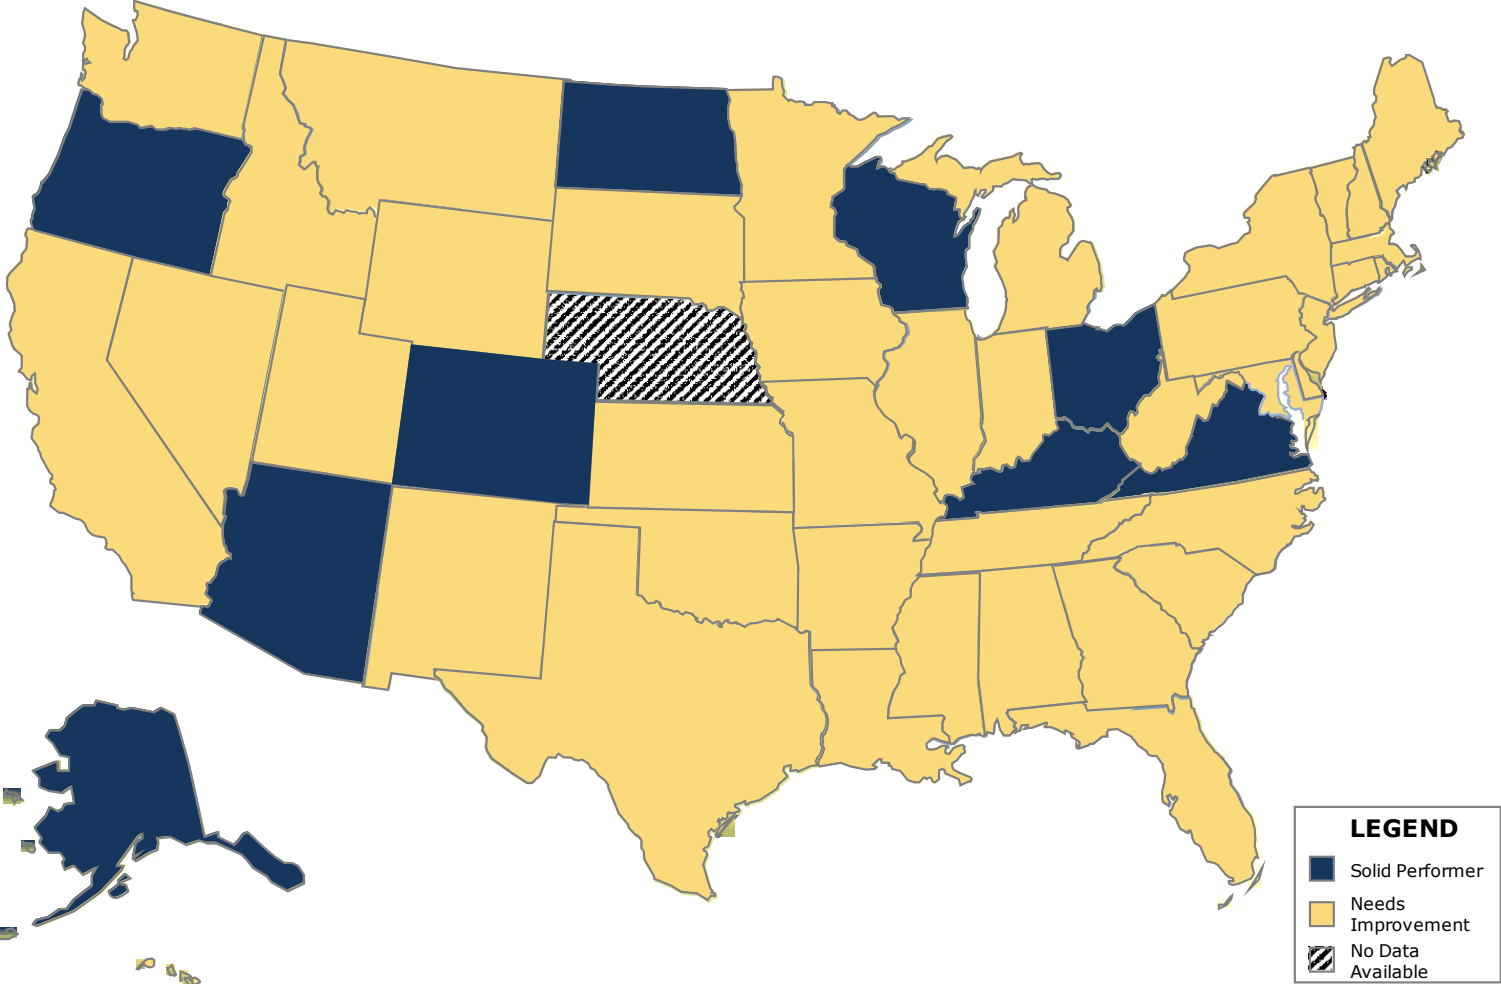 LEGEND
Solid Performer
Needs
Improvement
No Data
Available